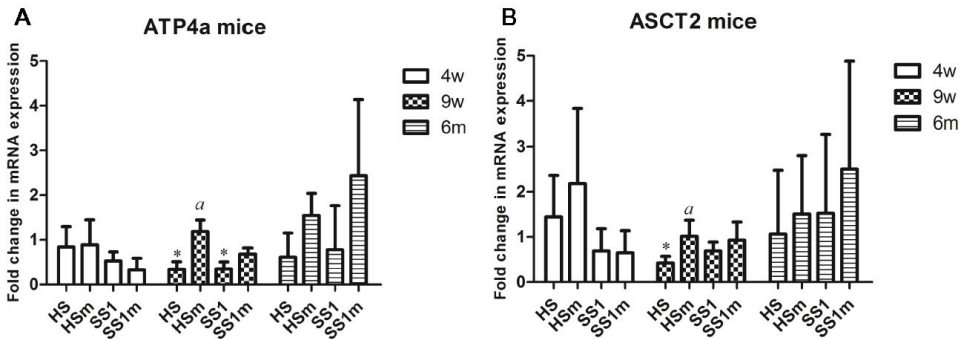 A
ATP4a mice
Fold change in mRNA expression
5
4
3
2
1
0
*
a
*
HS
HSm
SS1
SS1m
HS
HSm
SS1
SS1m
HS
HSm
SS1
SS1m
4w
9w
6m
B
ASCT2 mice
Fold change in mRNA expression
5
4
3
2
1
0
*
a
HS
HSm
SS1
SS1m
HS
HSm
SS1
SS1m
HS
HSm
SS1
SS1m
4w
9w
6m